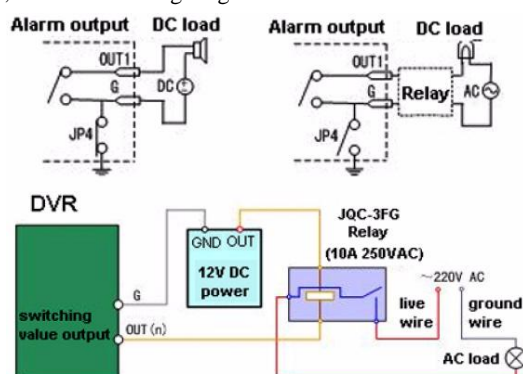 Alarm output
DC load
OUT1
G
DC
JP4
Alarm output
DC load
OUT1
G
Relay
AC
JP4
DVR
switching
value output
G
OUT (n)
GND OUT
12V DC
power
JQC-3FG
Relay
(10A 250VAC)
~220V AC
live
wire
ground
wire
AC load